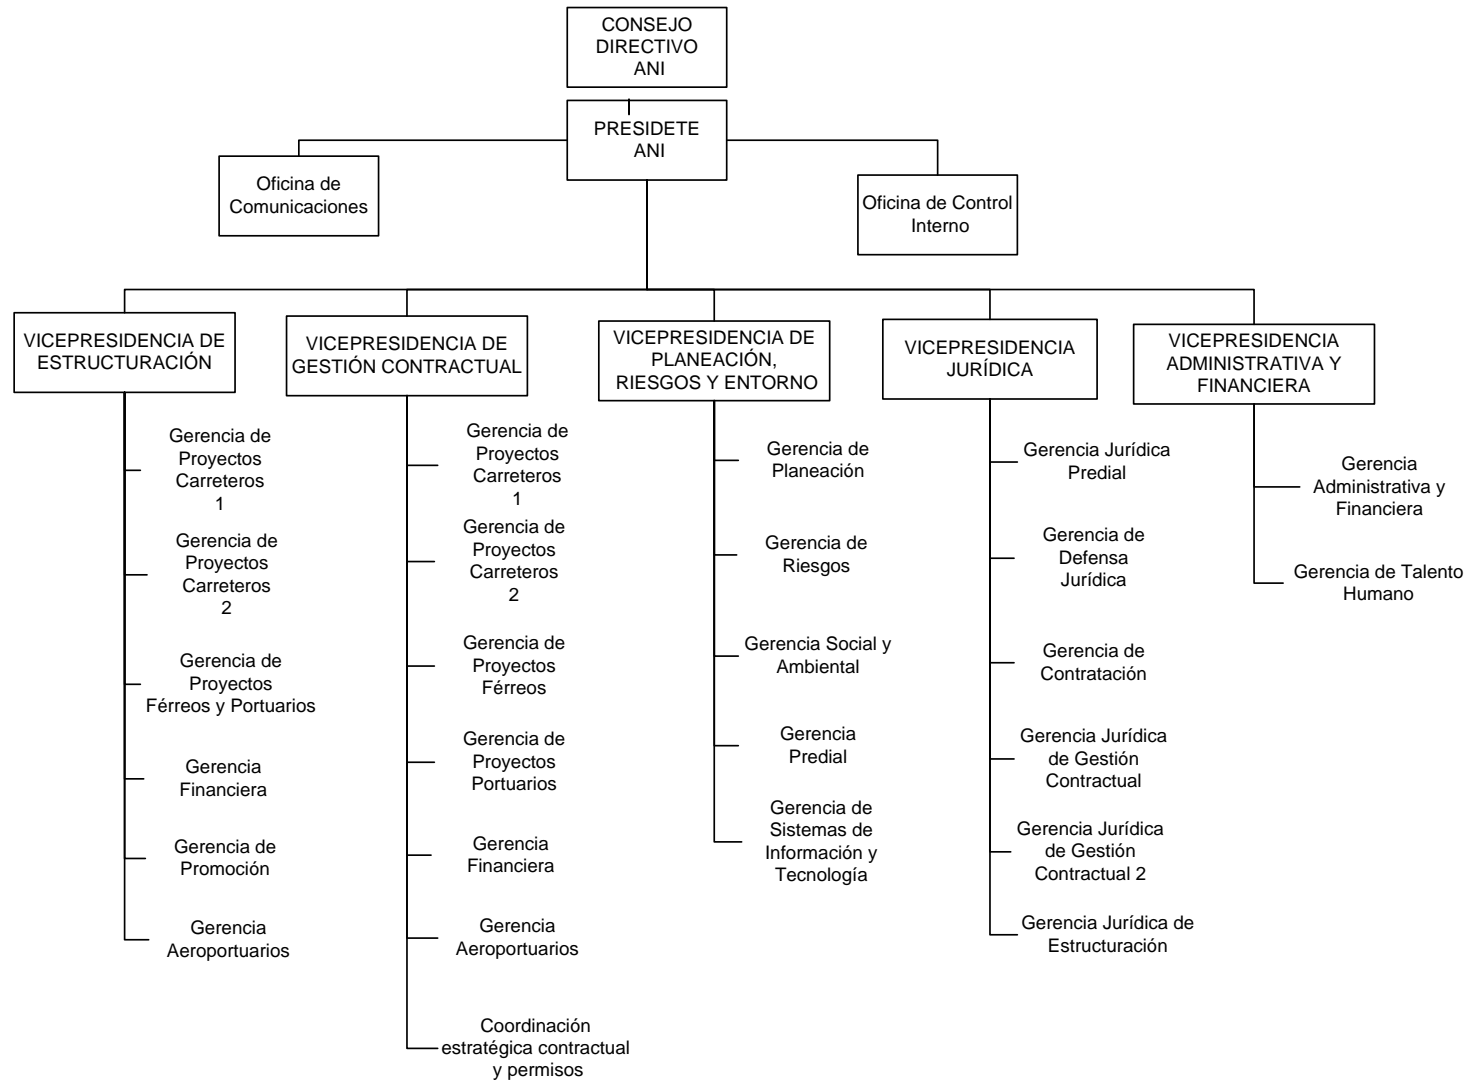 CONSEJO
DIRECTIVO
ANI
PRESIDETE
ANI
Oficina de
Comunicaciones
Oficina de Control
Interno
VICEPRESIDENCIA DE
ESTRUCTURACIÓN
Gerencia de
Proyectos
Carreteros
1
Gerencia de
Proyectos
Carreteros
2
Gerencia de
Proyectos
Férreos y Portuarios
Gerencia
Financiera
Gerencia de
Promoción
Gerencia
Aeroportuarios
VICEPRESIDENCIA DE
GESTIÓN CONTRACTUAL
Gerencia de
Proyectos
Carreteros
1
Gerencia de
Proyectos
Carreteros
2
Gerencia de
Proyectos
Férreos
Gerencia de
Proyectos
Portuarios
Gerencia
Financiera
Gerencia
Aeroportuarios
Coordinación
estratégica contractual
y permisos
VICEPRESIDENCIA DE
PLANEACIÓN,
RIESGOS Y ENTORNO
Gerencia de
Planeación
Gerencia de
Riesgos
Gerencia Social y
Ambiental
Gerencia
Predial
Gerencia de
Sistemas de
Información y
Tecnología
VICEPRESIDENCIA
JURÍDICA
Gerencia Jurídica
Predial
Gerencia de
Defensa
Jurídica
Gerencia de
Contratación
Gerencia Jurídica
de Gestión
Contractual
Gerencia Jurídica
de Gestión
Contractual 2
Gerencia Jurídica de
Estructuración
VICEPRESIDENCIA
ADMINISTRATIVA Y
FINANCIERA
Gerencia
Administrativa y
Financiera
Gerencia de Talento
Humano